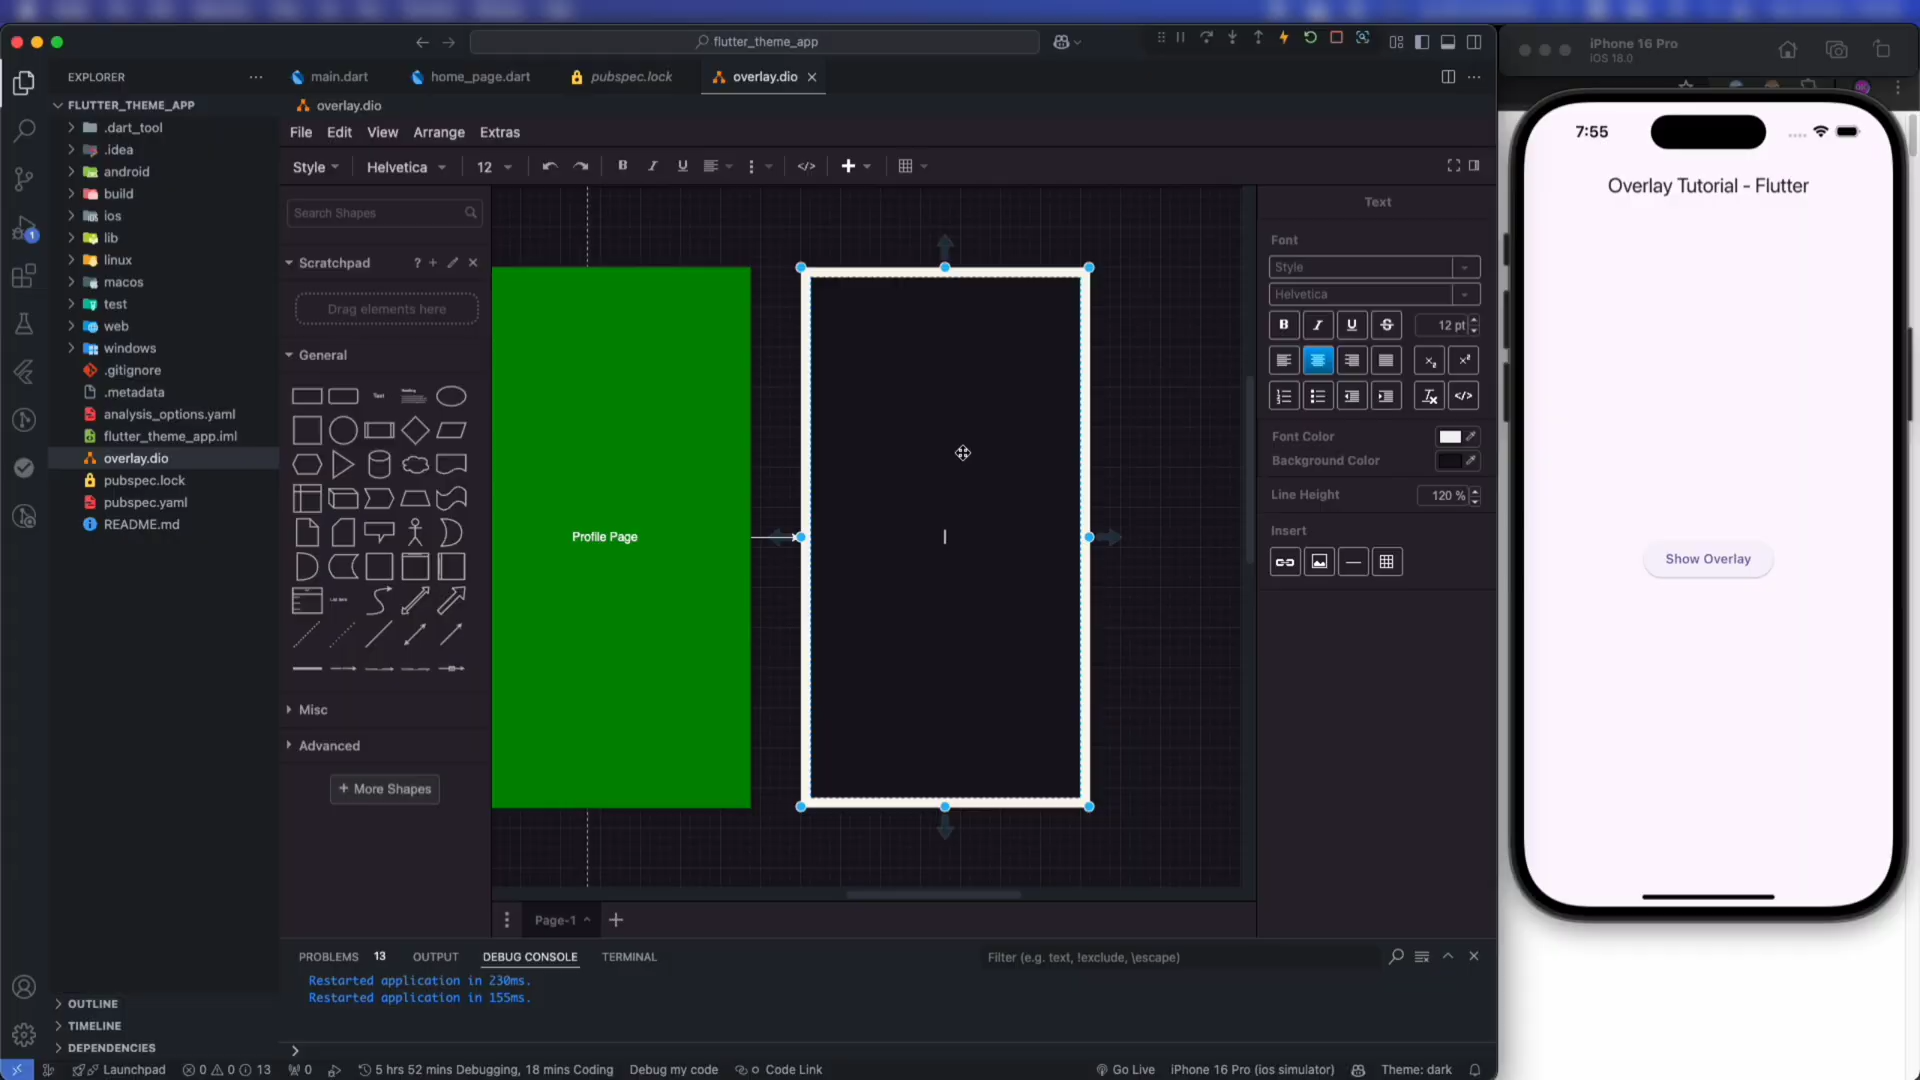 flutter_theme_app
iPhone 16 Pro
iOS 18.0
EXPLORER
main.dart
home_page.dart
pubspec.lock
overlay.dio
FLUTTER_THEME_APP
overlay.dio
.dart_tool
.idea
android
build
ios
lib
linux
macos
test
web
windows
.gitignore
.metadata
analysis_options.yaml
flutter_theme_app.iml
overlay.dio
pubspec.lock
pubspec.yaml
README.md
OUTLINE
TIMELINE
DEPENDENCIES
File Edit View Arrange Extras
Style Helvetica 12 B I U
Search Shapes
Scratchpad ?
Drag elements here
General
Text
Heading
List Item
Misc
Advanced
+ More Shapes
Profile Page
Page-1
Text
Font
Style
Helvetica
B I U S 12 pt
Font Color
Background Color
Line Height 120 %
Insert
PROBLEMS 13 OUTPUT DEBUG CONSOLE TERMINAL
Filter (e.g. text, !exclude, \escape)
Restarted application in 230ms.
Restarted application in 155ms.
1
Launchpad 0 0 13 0 5 hrs 52 mins Debugging, 18 mins Coding Debug my code Code Link
Go Live iPhone 16 Pro (ios simulator) Theme: dark
7:55
Overlay Tutorial - Flutter
Show Overlay